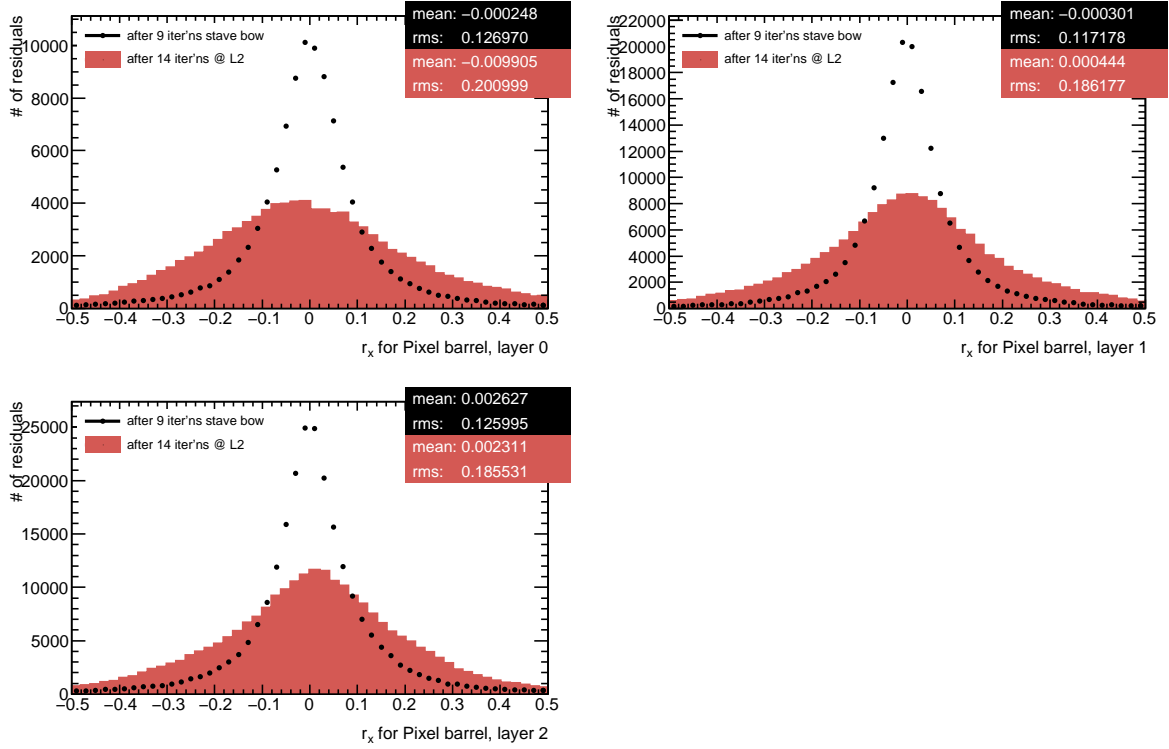 # of residuals
10000
8000
6000
4000
2000
0
after 9 iter'ns stave bow
after 14 iter'ns @ L2
mean: −0.000248
rms: 0.126970
mean: −0.009905
rms: 0.200999
−0.5 −0.4 −0.3 −0.2 −0.1 0 0.1 0.2 0.3 0.4 0.5
r_x for Pixel barrel, layer 0
# of residuals
22000
20000
18000
16000
14000
12000
10000
8000
6000
4000
2000
0
after 9 iter'ns stave bow
after 14 iter'ns @ L2
mean: −0.000301
rms: 0.117178
mean: 0.000444
rms: 0.186177
−0.5 −0.4 −0.3 −0.2 −0.1 0 0.1 0.2 0.3 0.4 0.5
r_x for Pixel barrel, layer 1
# of residuals
25000
20000
15000
10000
5000
0
after 9 iter'ns stave bow
after 14 iter'ns @ L2
mean: 0.002627
rms: 0.125995
mean: 0.002311
rms: 0.185531
−0.5 −0.4 −0.3 −0.2 −0.1 0 0.1 0.2 0.3 0.4 0.5
r_x for Pixel barrel, layer 2